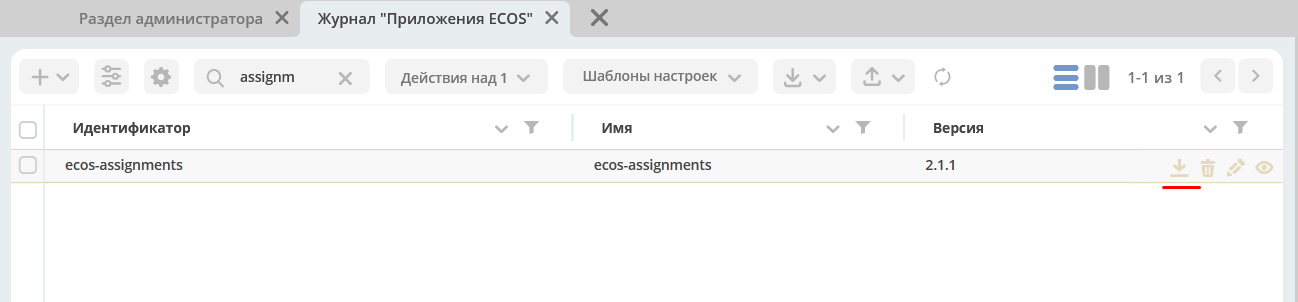 Раздел администратора
Журнал "Приложения ECOS"
assignm
Действия над 1
Шаблоны настроек
1-1 из 1
Идентификатор Имя Версия
ecos-assignments ecos-assignments 2.1.1